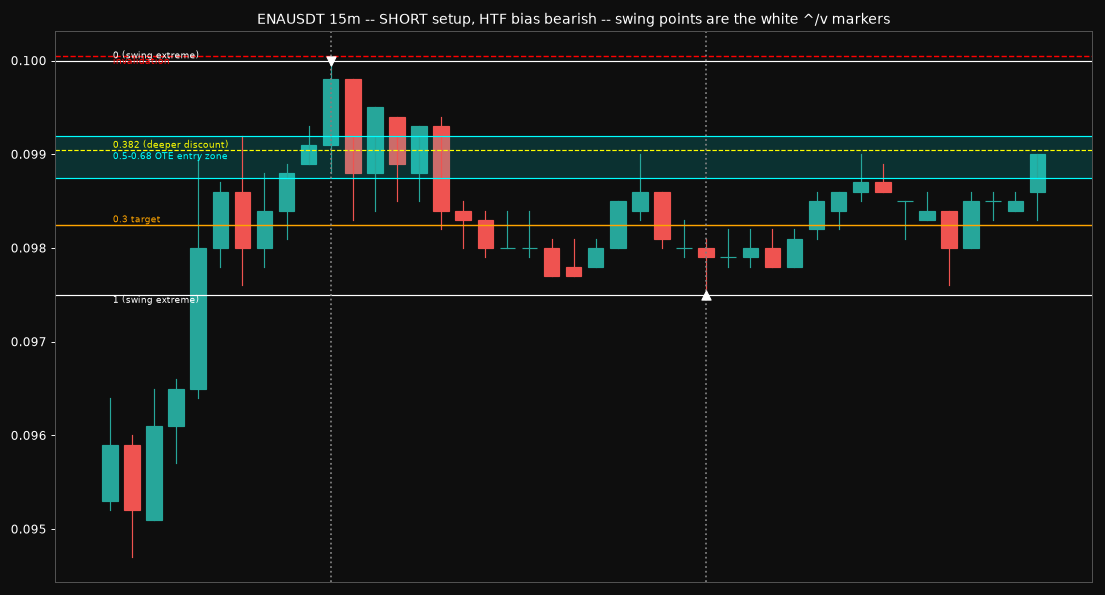 ENAUSDT 15m -- SHORT setup, HTF bias bearish -- swing points are the white ^/v markers
0 (swing extreme)
0.100
0.382 (deeper discount)
0.099
0.5-0.68 OTE entry zone
0.3 target
0.098
1 (swing extreme)
0.097
0.096
0.095